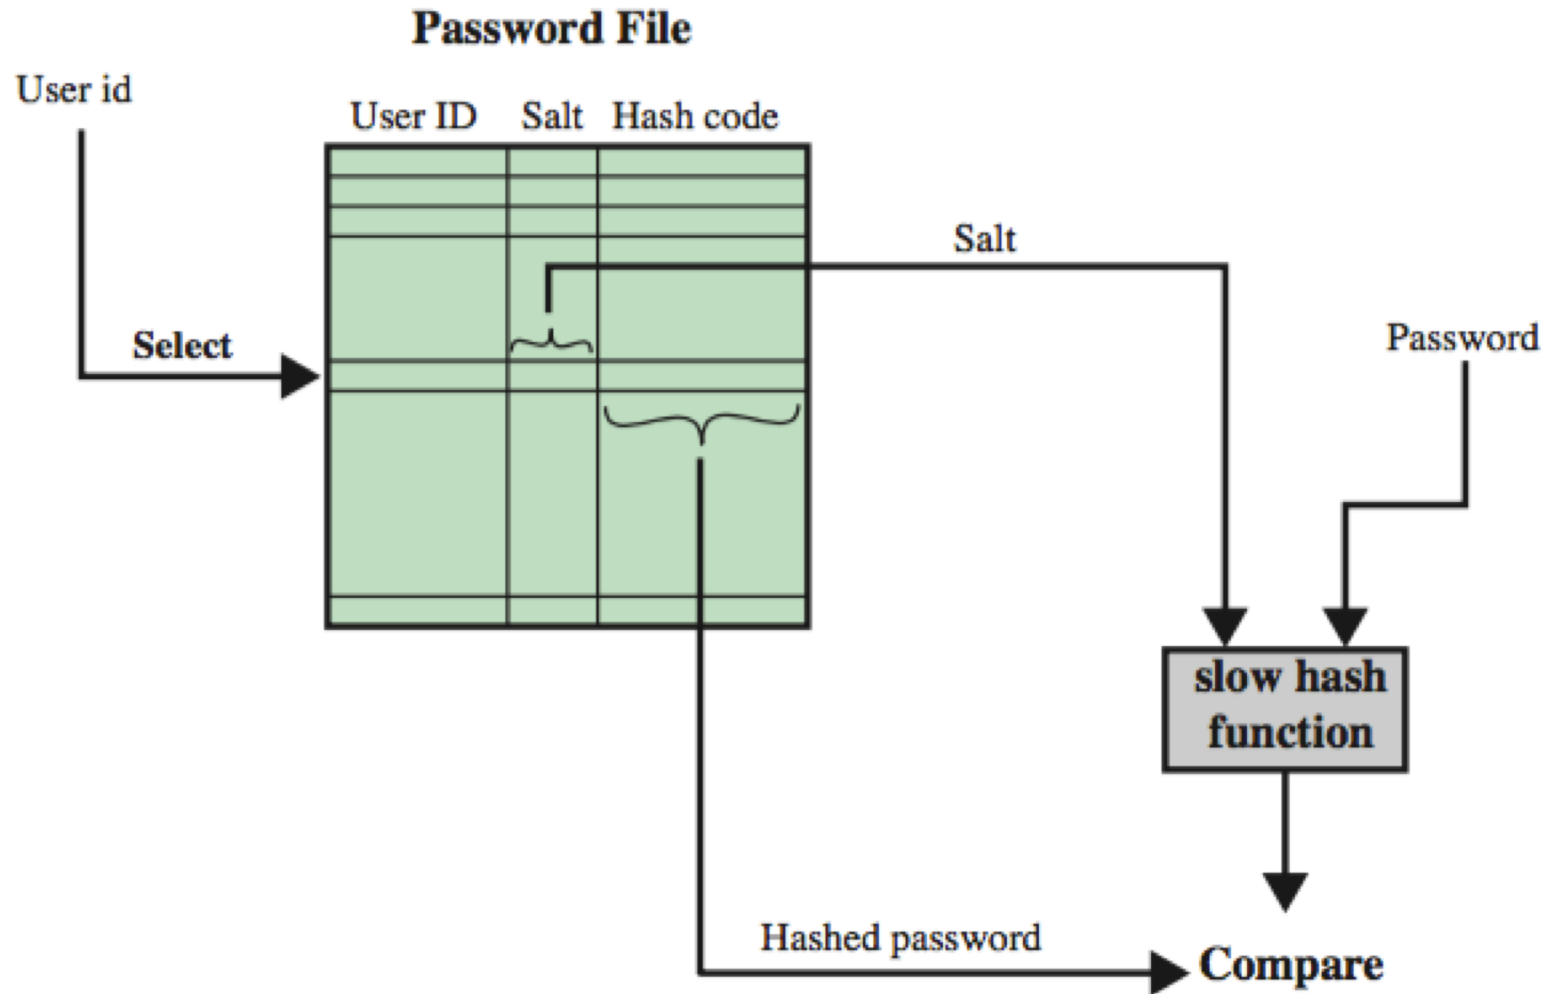 Password File
User id
User ID Salt Hash code
Salt
Select
Password
slow hash
function
Hashed password
Compare